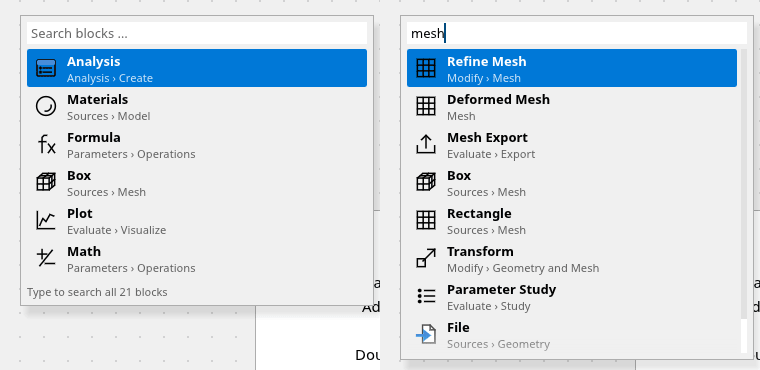 Search blocks ...
Analysis
Analysis › Create
Materials
Sources › Model
Formula
Parameters › Operations
Box
Sources › Mesh
Plot
Evaluate › Visualize
Math
Parameters › Operations
Type to search all 21 blocks
Ad
Dou
mesh
Refine Mesh
Modify › Mesh
Deformed Mesh
Mesh
Mesh Export
Evaluate › Export
Box
Sources › Mesh
Rectangle
Sources › Mesh
Transform
Modify › Geometry and Mesh
Parameter Study
Evaluate › Study
File
Sources › Geometry